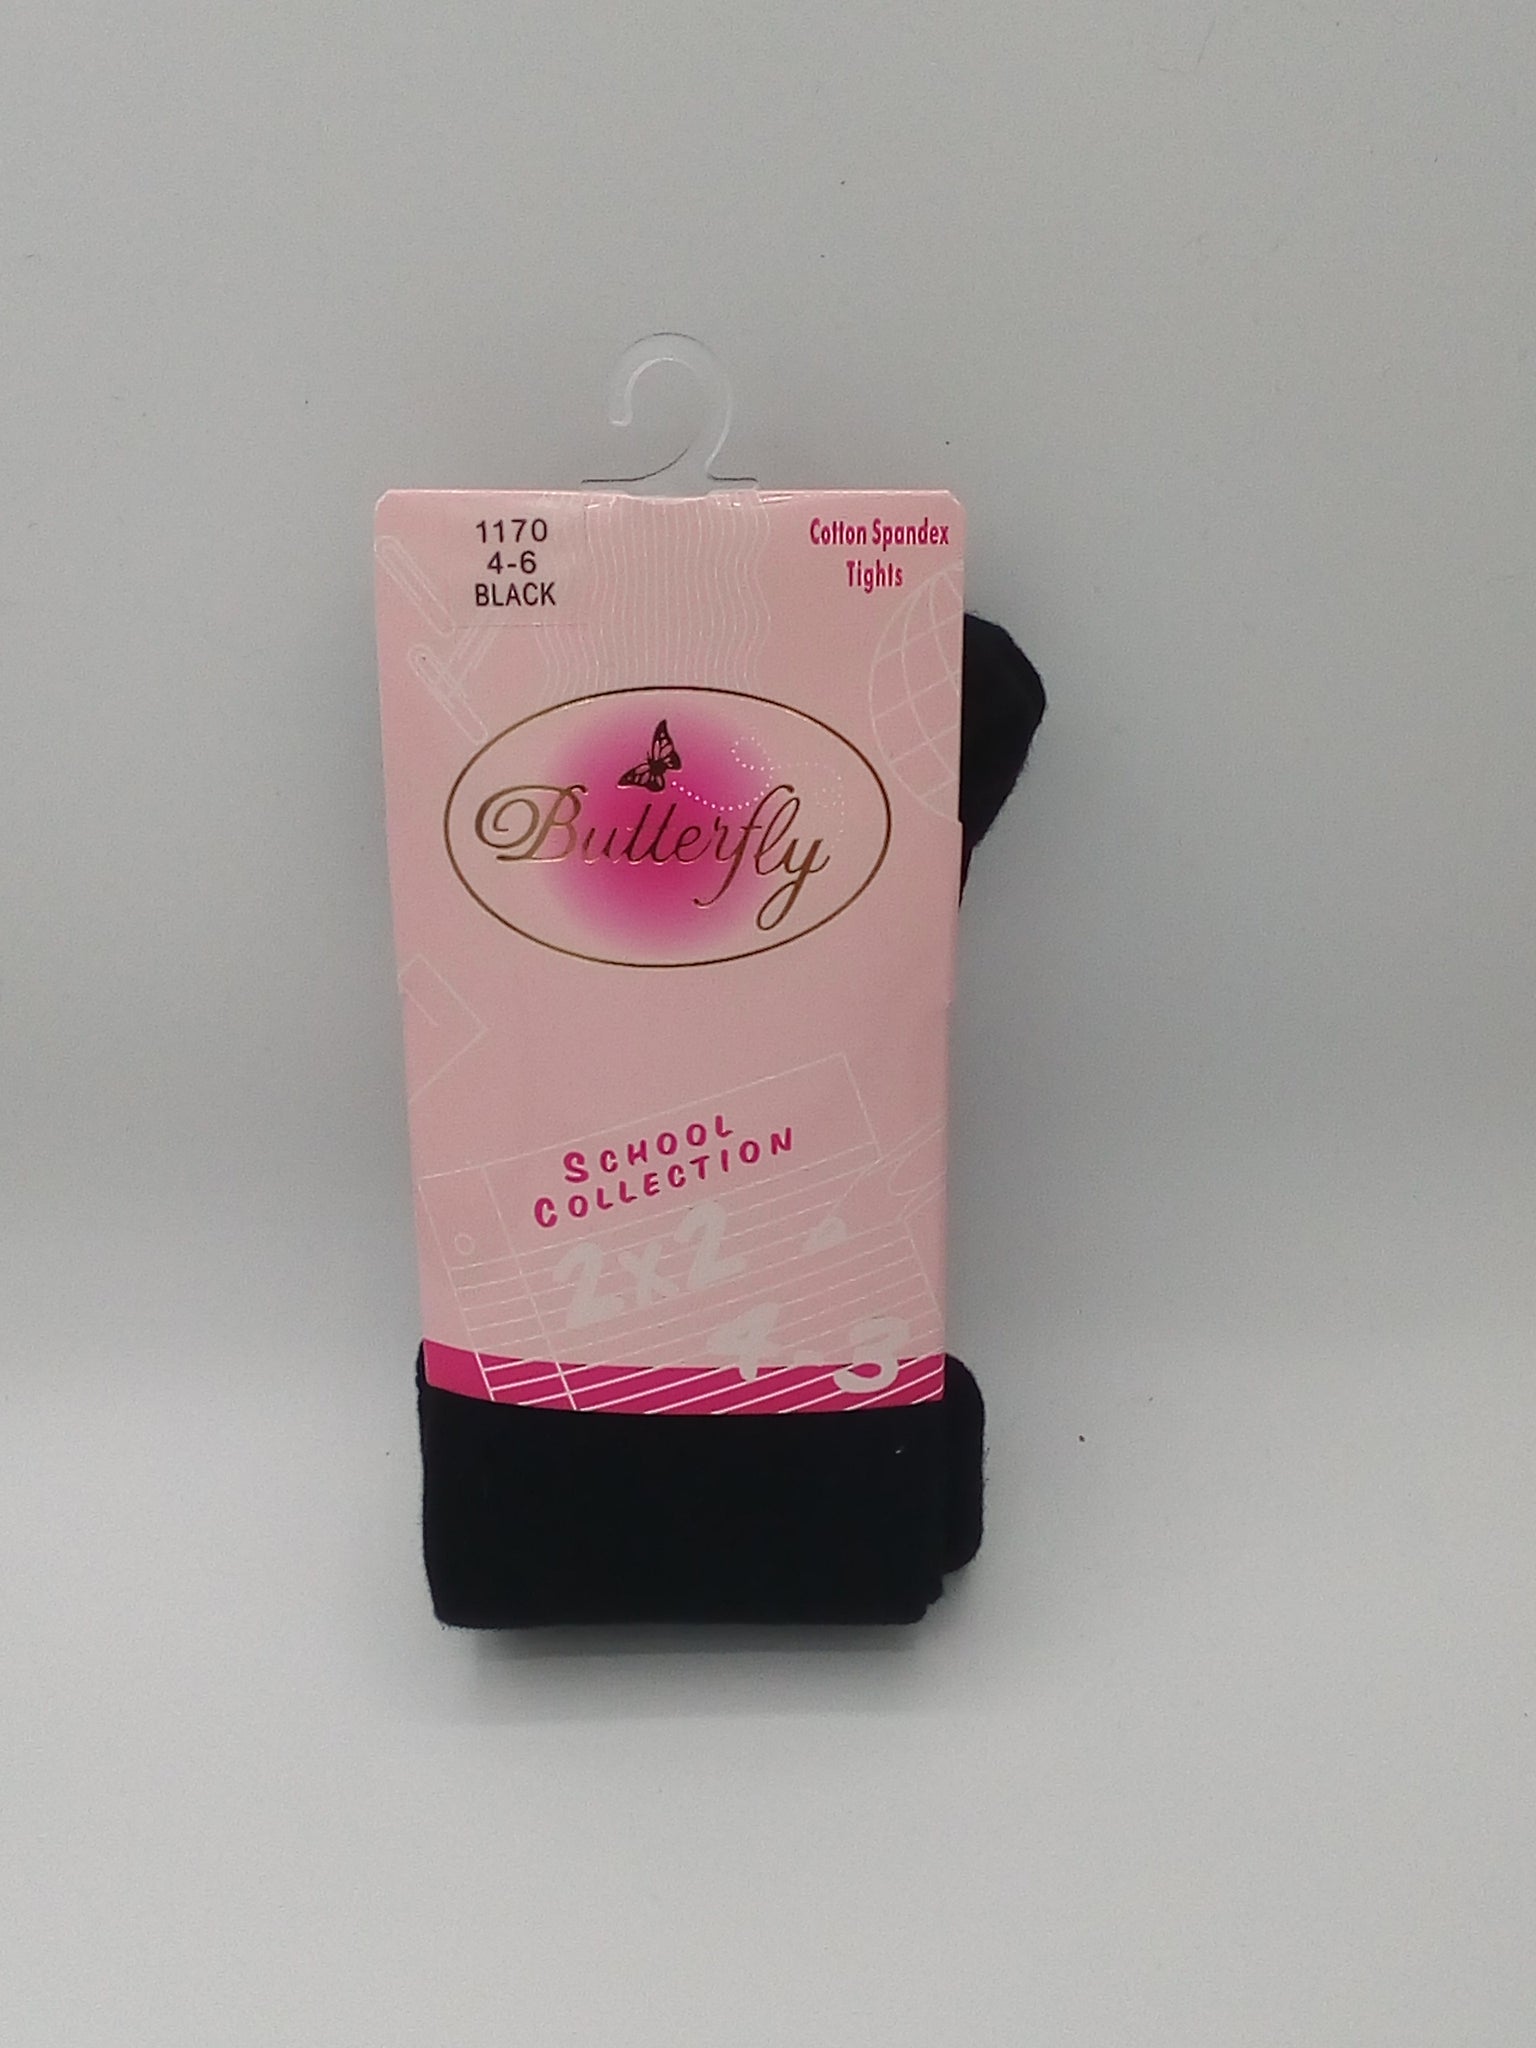 1170
4-6
BLACK
Cotton Spandex
Tights
Butterfly
SCHOOL
COLLECTION
2x2
4-3